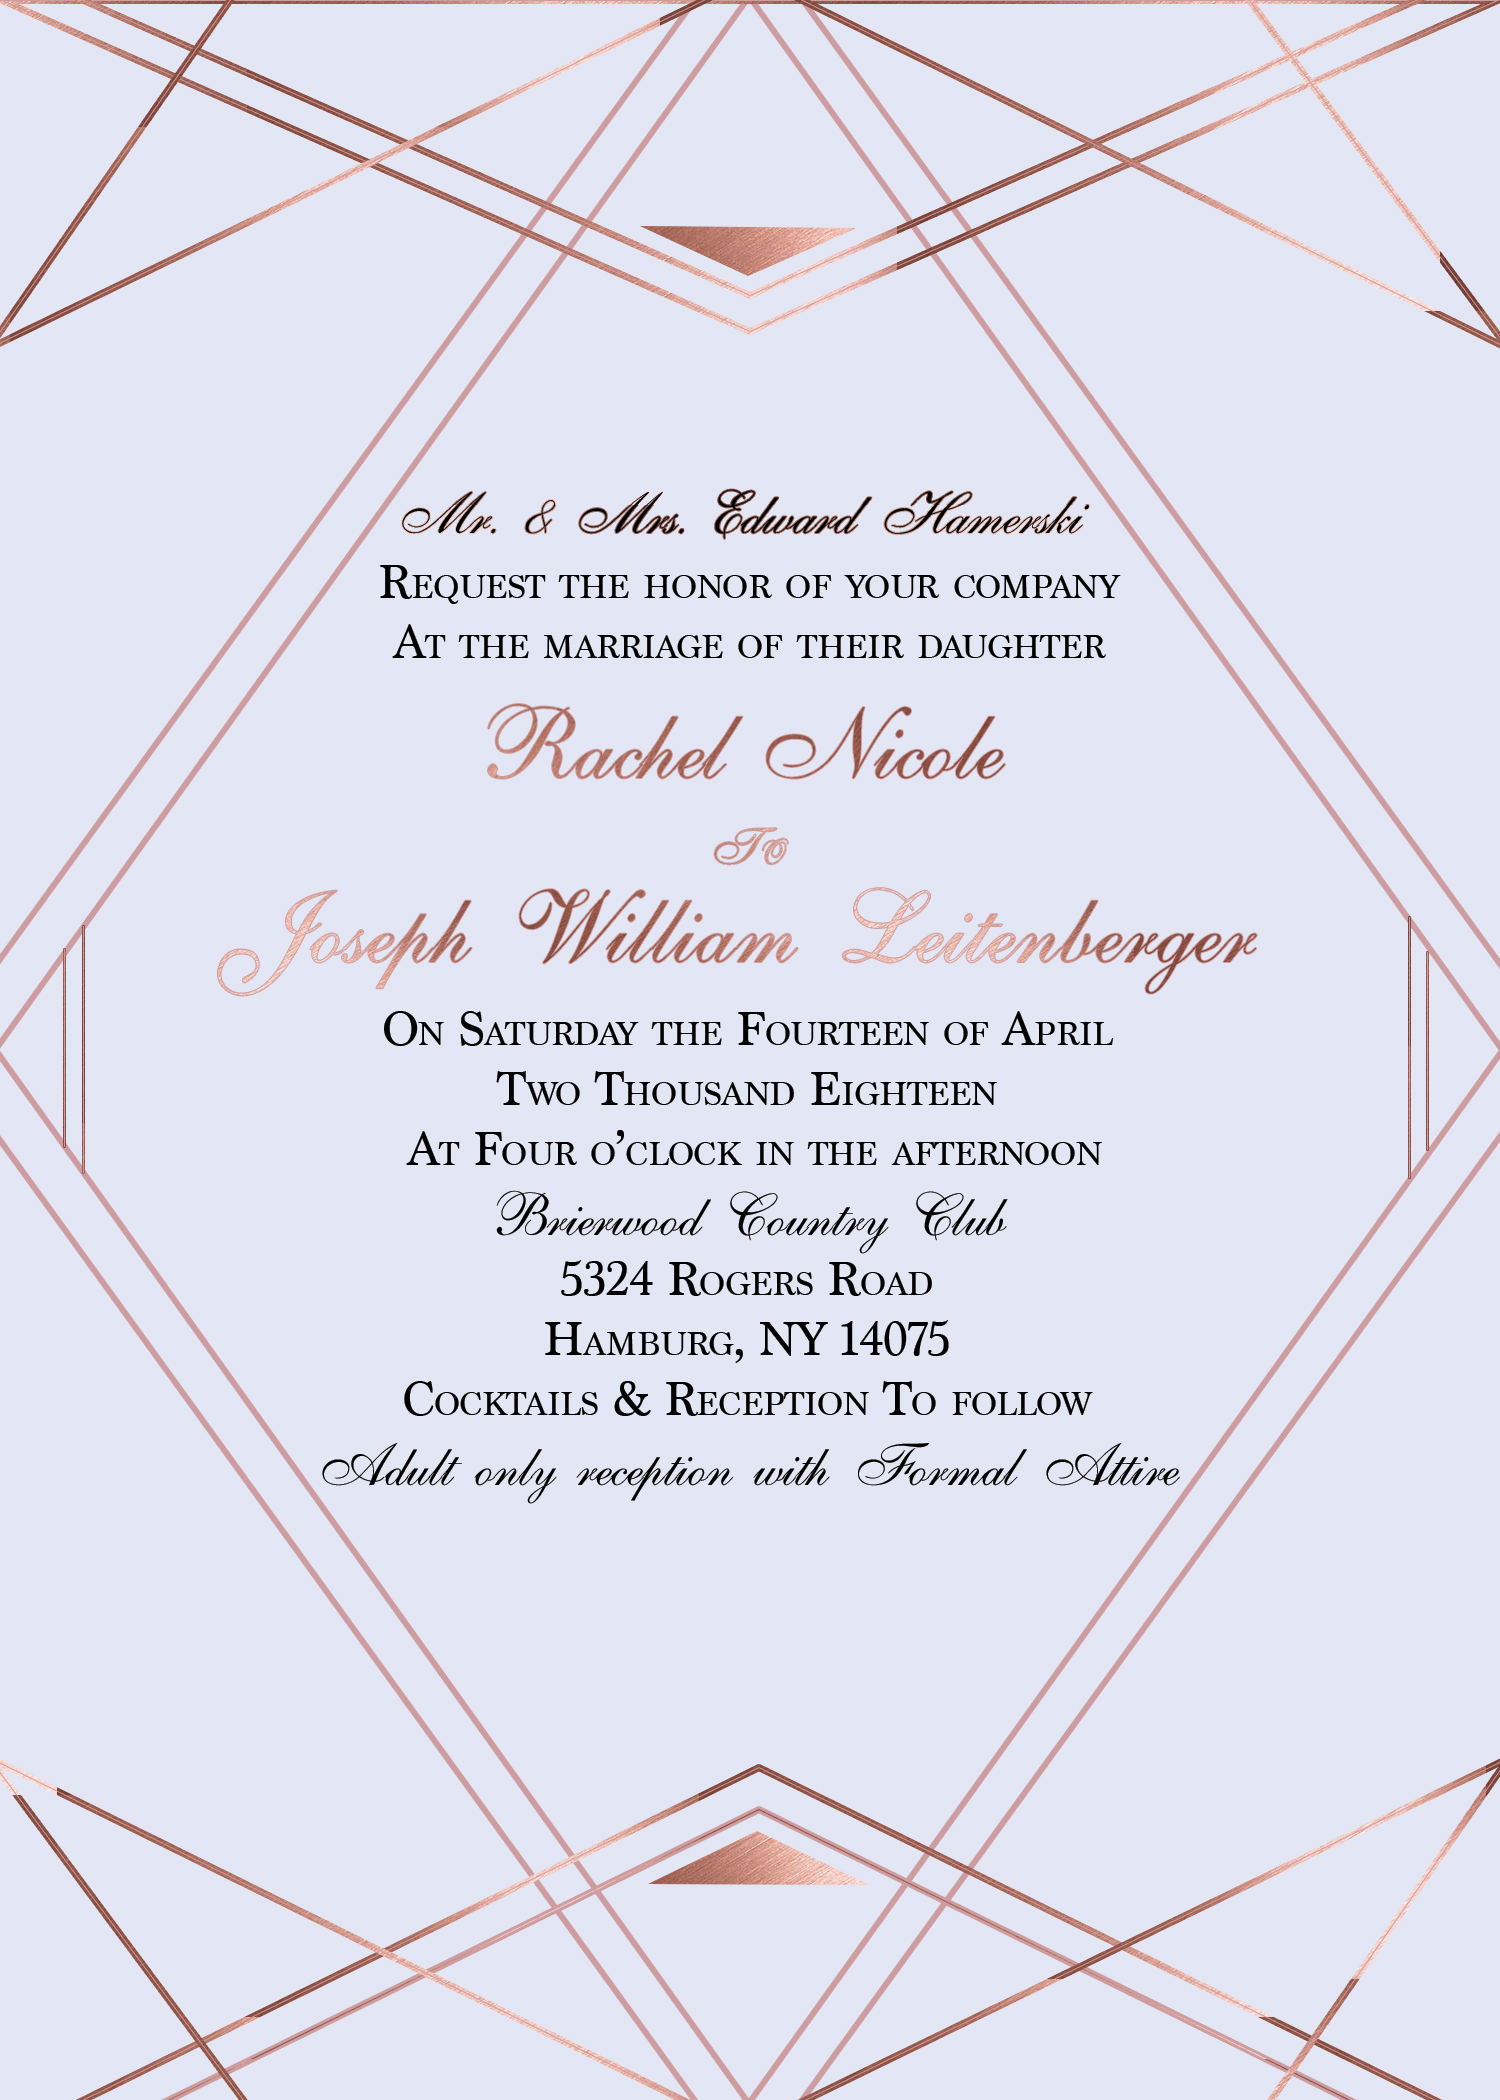 Mr. & Mrs. Edward Hamerski
Request the honor of your company
At the marriage of their daughter
Rachel Nicole
To
Joseph William Leitenberger
On Saturday the Fourteen of April
Two Thousand Eighteen
At Four o'clock in the afternoon
Brierwood Country Club
5324 Rogers Road
Hamburg, NY 14075
Cocktails & Reception To follow
Adult only reception with Formal Attire